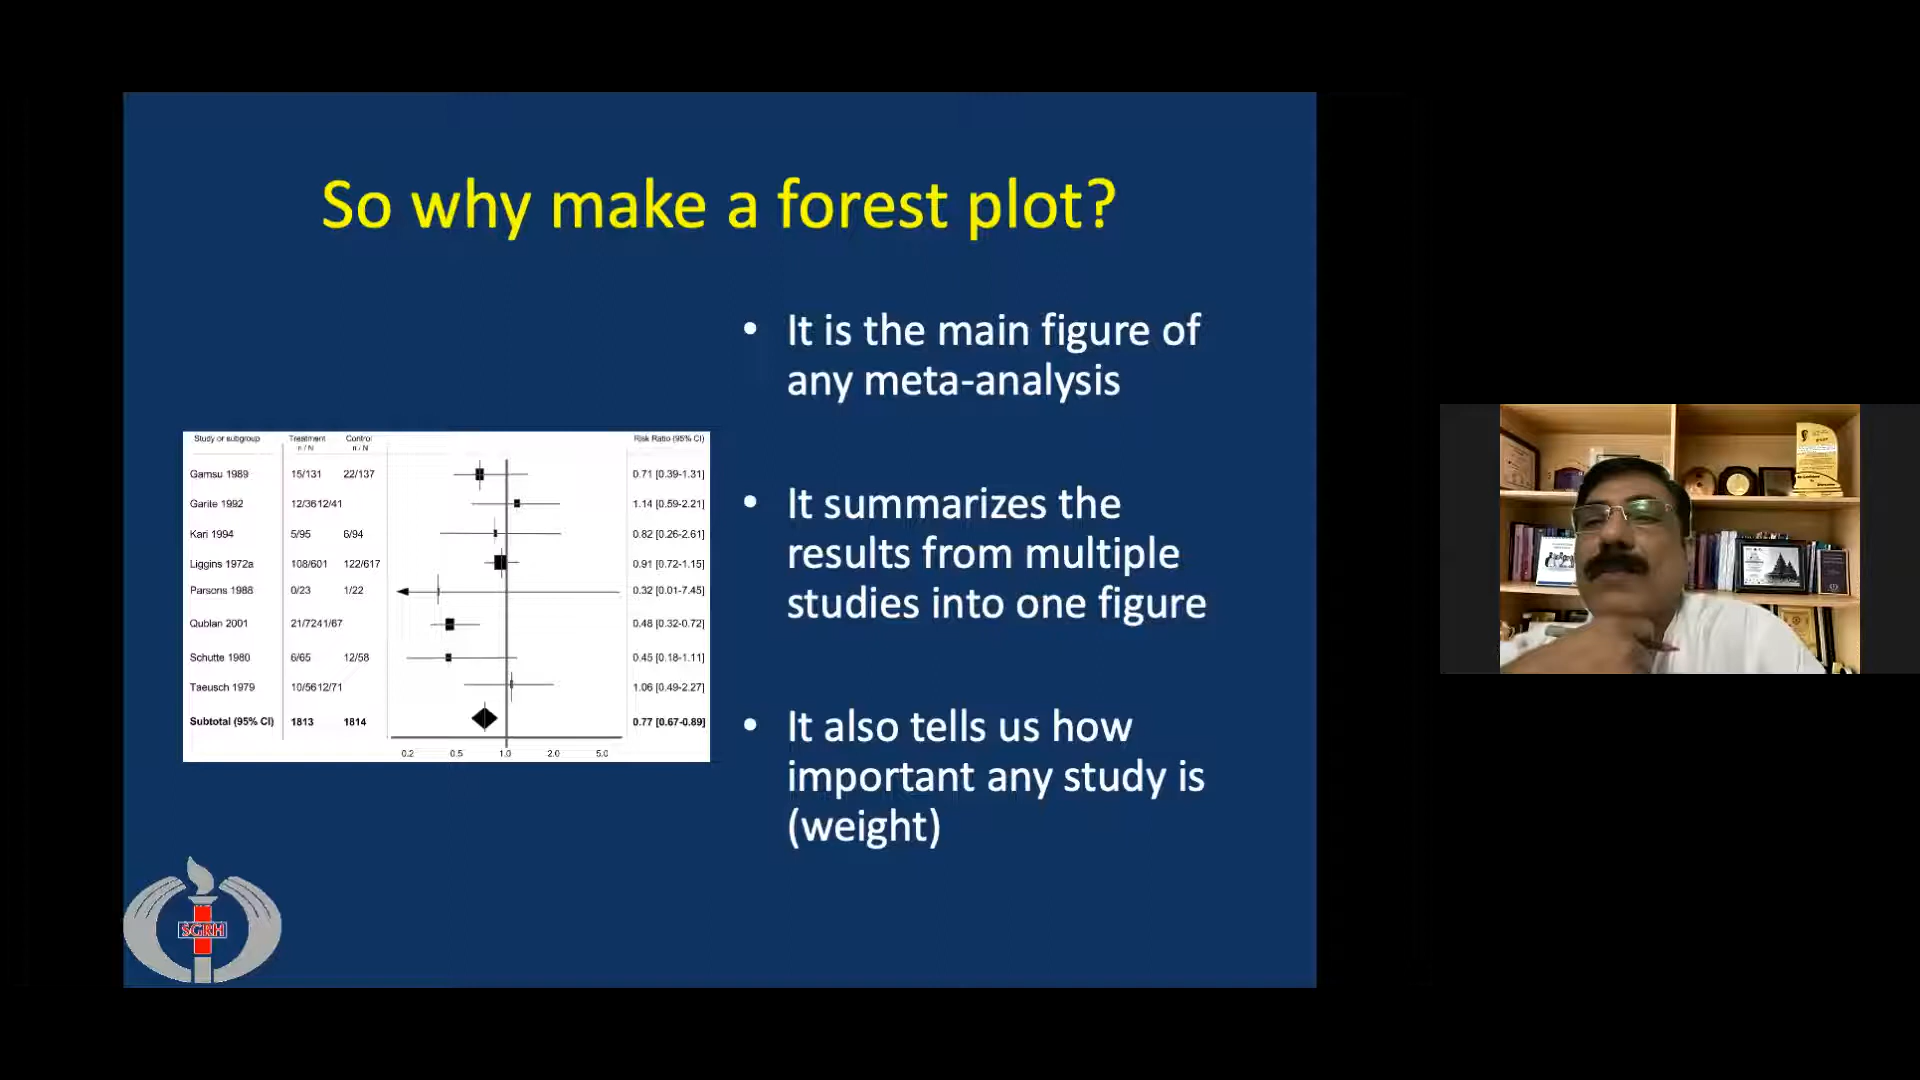 So why make a forest plot?
• It is the main figure of
any meta-analysis
• It summarizes the
results from multiple
studies into one figure
• It also tells us how
important any study is
(weight)
Study or subgroup Treatment Control Risk Ratio (95% CI)
n / N n / N
Gamsu 1989 15/131 22/137 0.71 [0.39-1.31]
Garite 1992 12/3612/41 1.14 [0.59-2.21]
Kari 1994 5/95 6/94 0.82 [0.26-2.61]
Liggins 1972a 108/601 122/617 0.91 [0.72-1.15]
Parsons 1988 0/23 1/22 0.32 [0.01-7.45]
Qublan 2001 21/7241/67 0.48 [0.32-0.72]
Schutte 1980 6/65 12/58 0.45 [0.18-1.11]
Taeusch 1979 10/5612/71 1.06 [0.49-2.27]
Subtotal (95% CI) 1813 1814 0.77 [0.67-0.89]
0.2 0.5 1.0 2.0 5.0
SGRH